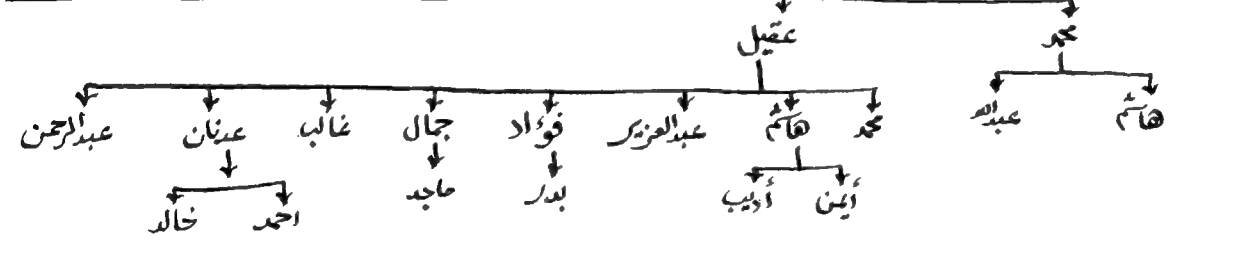 محمد عقيل
هاشم عبدالله
محمد هاشم عبدالعزيز فؤاد جمال غالب عدنان عبدالرحمن
أيمن أديب بدر ماجد
احمد خالد